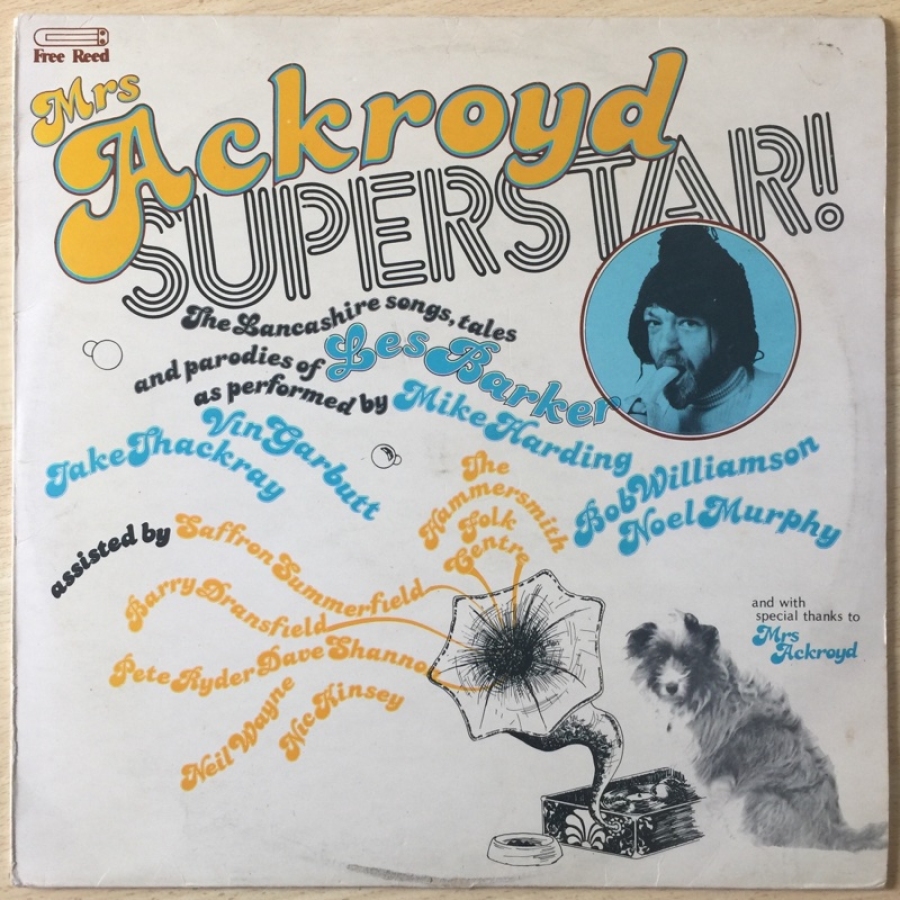 Free Reed
Mrs
Ackroyd
SUPERSTAR!
The Lancashire songs, tales
and parodies of Les Barker
as performed by Mike Harding
Jake Thackray
Vin Garbutt
Bob Williamson
Noel Murphy
The
Hammersmith
Folk
Centre
assisted by Saffron Summerfield
Barry Dransfield
Pete Ryder Dave Shannon
Neil Wayne
Nic Kinsey
and with
special thanks to
Mrs
Ackroyd